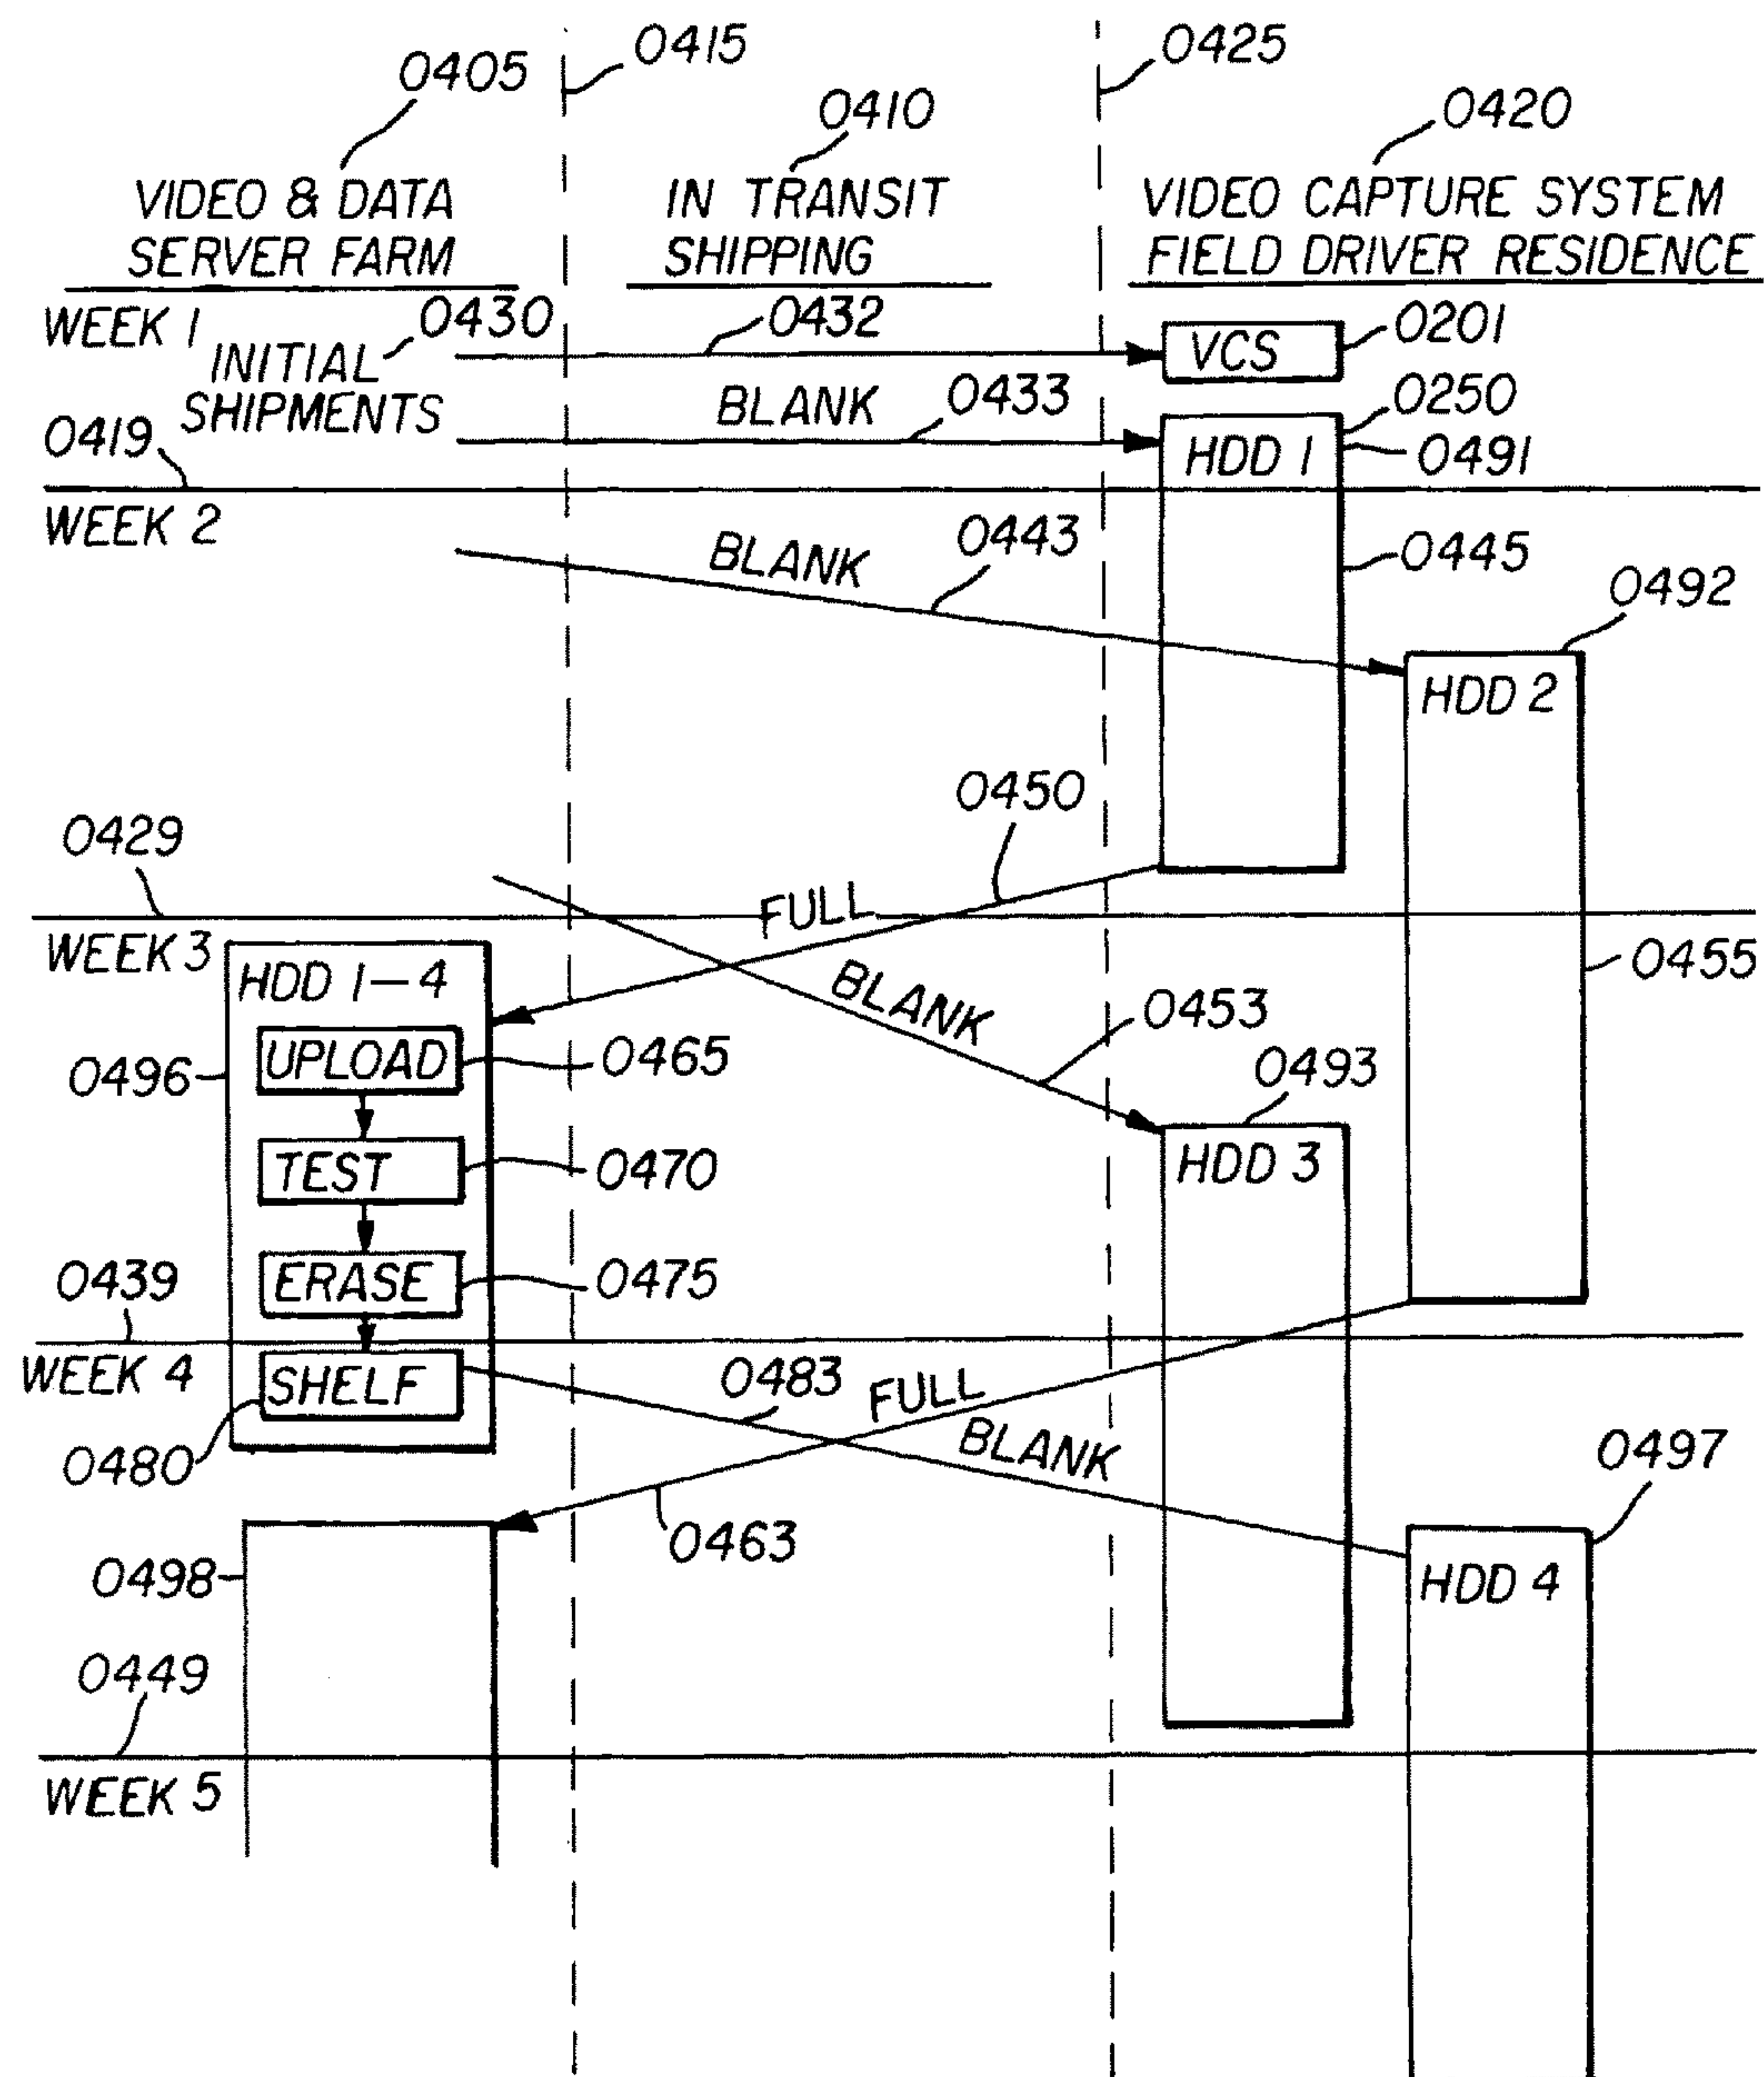 0405
0415
0410
0425
0420
VIDEO & DATA
SERVER FARM
IN TRANSIT
SHIPPING
VIDEO CAPTURE SYSTEM
FIELD DRIVER RESIDENCE
WEEK 1
INITIAL
SHIPMENTS
0430
0432
VCS
0201
BLANK
0433
HDD 1
0250
0491
0419
WEEK 2
BLANK
0443
0445
0492
HDD 2
0450
0429
FULL
WEEK 3
HDD 1-4
BLANK
0453
0455
0496
UPLOAD
0465
0493
TEST
0470
HDD 3
ERASE
0475
0439
WEEK 4
SHELF
0483
FULL
BLANK
0480
0463
0497
0498
HDD 4
0449
WEEK 5